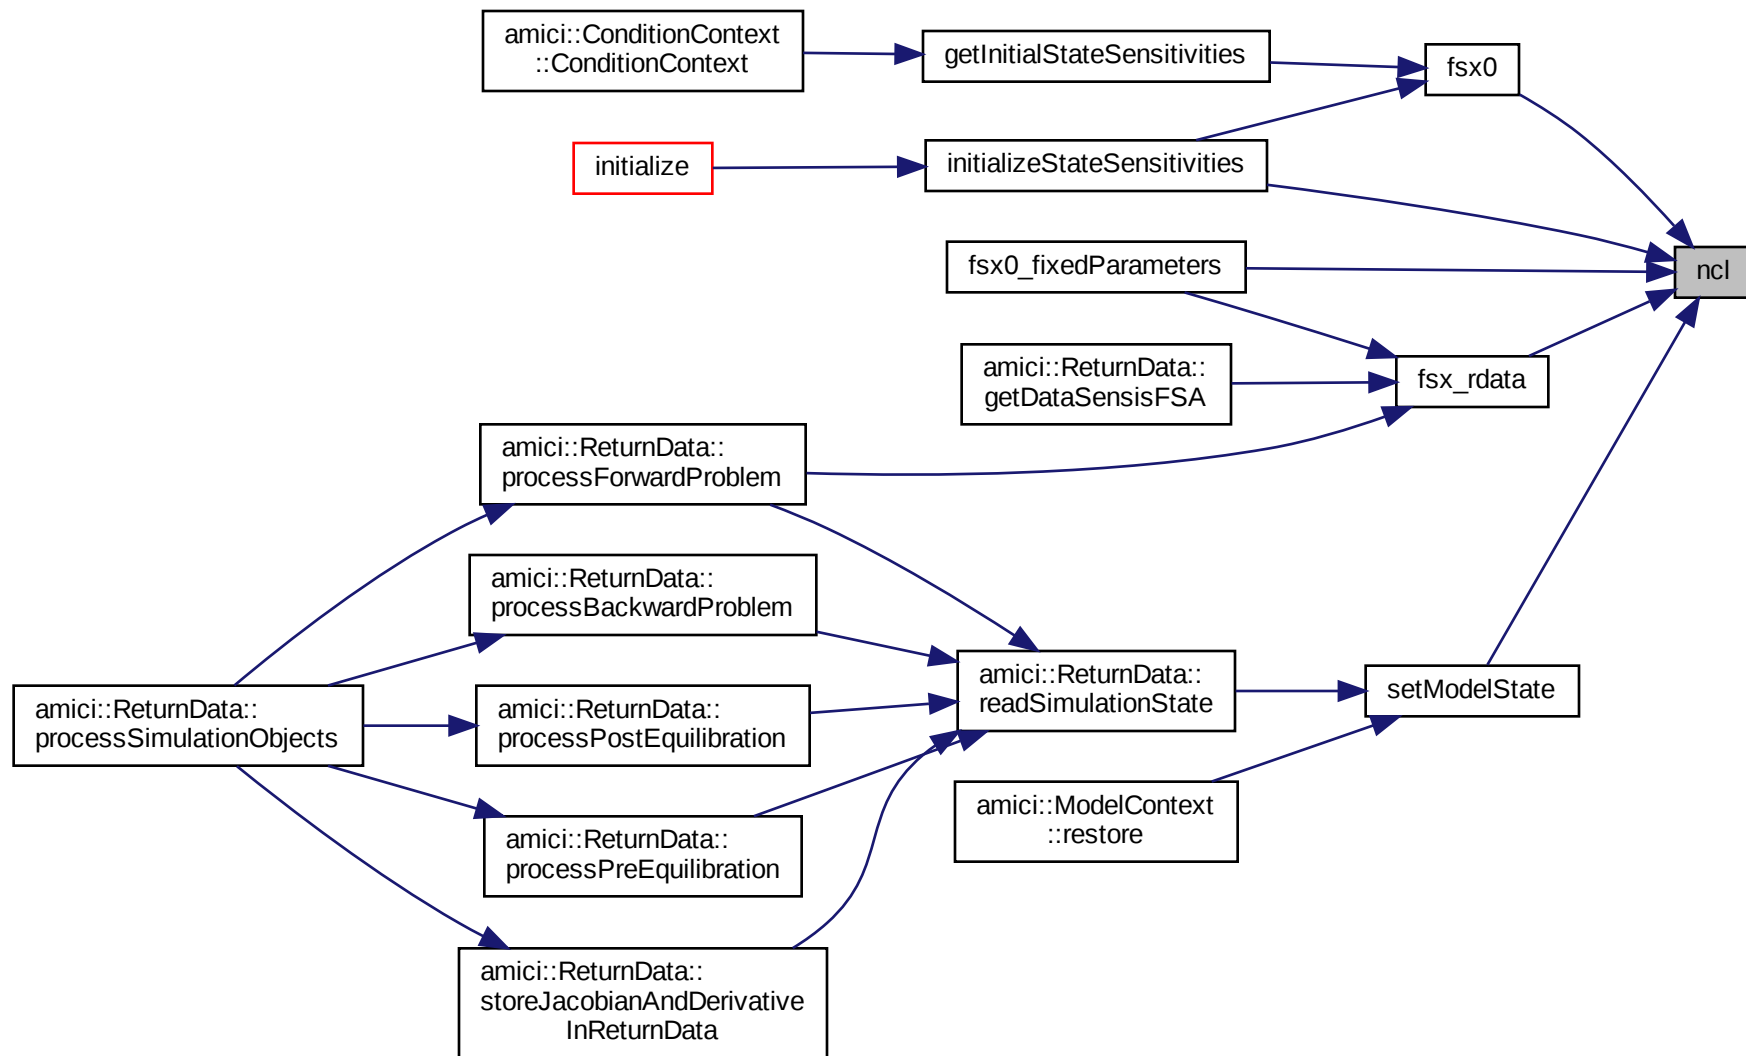 amici::ConditionContext
::ConditionContext
getInitialStateSensitivities
fsx0
initialize
initializeStateSensitivities
fsx0_fixedParameters
ncl
amici::ReturnData::
getDataSensisFSA
fsx_rdata
amici::ReturnData::
processForwardProblem
amici::ReturnData::
processBackwardProblem
amici::ReturnData::
processSimulationObjects
amici::ReturnData::
processPostEquilibration
amici::ReturnData::
readSimulationState
setModelState
amici::ModelContext
::restore
amici::ReturnData::
processPreEquilibration
amici::ReturnData::
storeJacobianAndDerivative
InReturnData